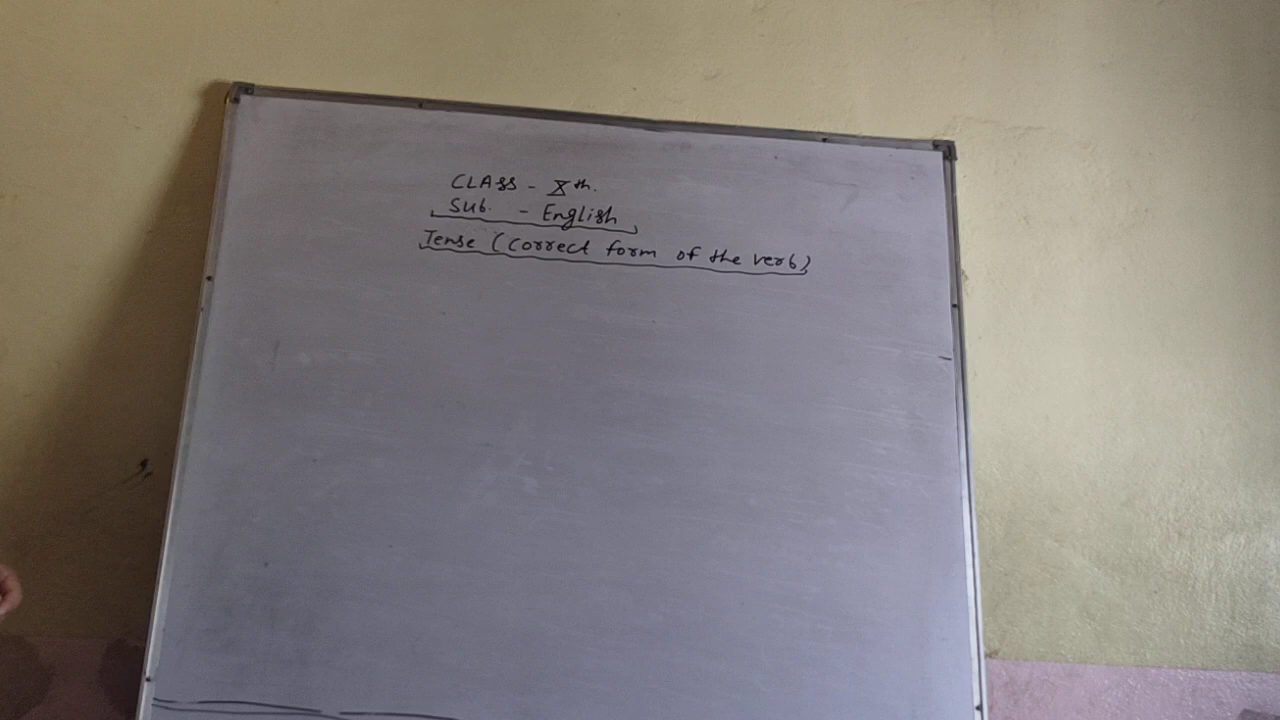 CLASS - Xth.
Sub. - English
Tense (correct form of the verb)